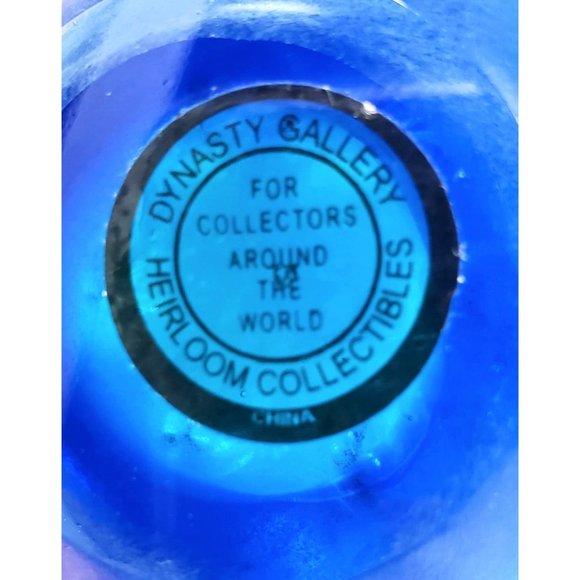 DYNASTY GALLERY
FOR
COLLECTORS
AROUND
THE
WORLD
HEIRLOOM COLLECTIBLES
CHINA